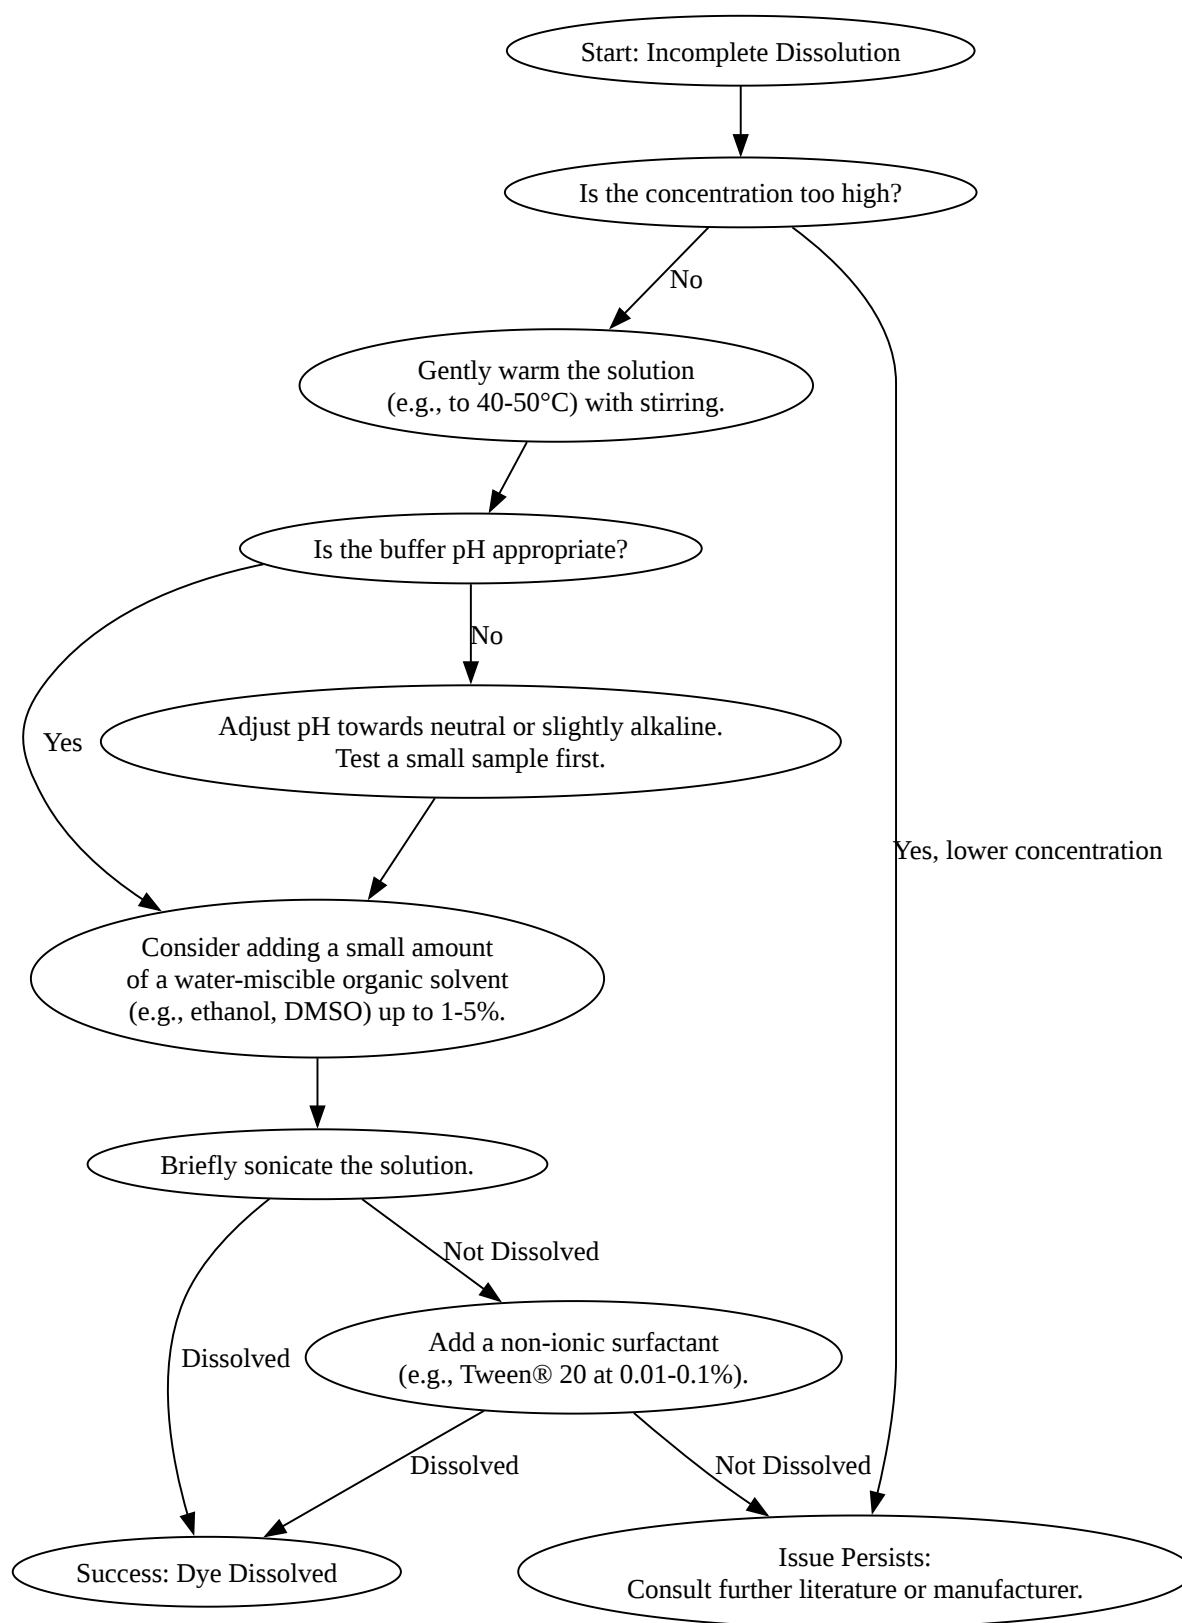 Start: Incomplete Dissolution
Is the concentration too high?
No
Gently warm the solution
(e.g., to 40-50°C) with stirring.
Is the buffer pH appropriate?
No
Adjust pH towards neutral or slightly alkaline.
Test a small sample first.
Yes
Yes, lower concentration
Consider adding a small amount
of a water-miscible organic solvent
(e.g., ethanol, DMSO) up to 1-5%.
Briefly sonicate the solution.
Not Dissolved
Add a non-ionic surfactant
(e.g., Tween® 20 at 0.01-0.1%).
Dissolved
Dissolved
Not Dissolved
Success: Dye Dissolved
Issue Persists:
Consult further literature or manufacturer.